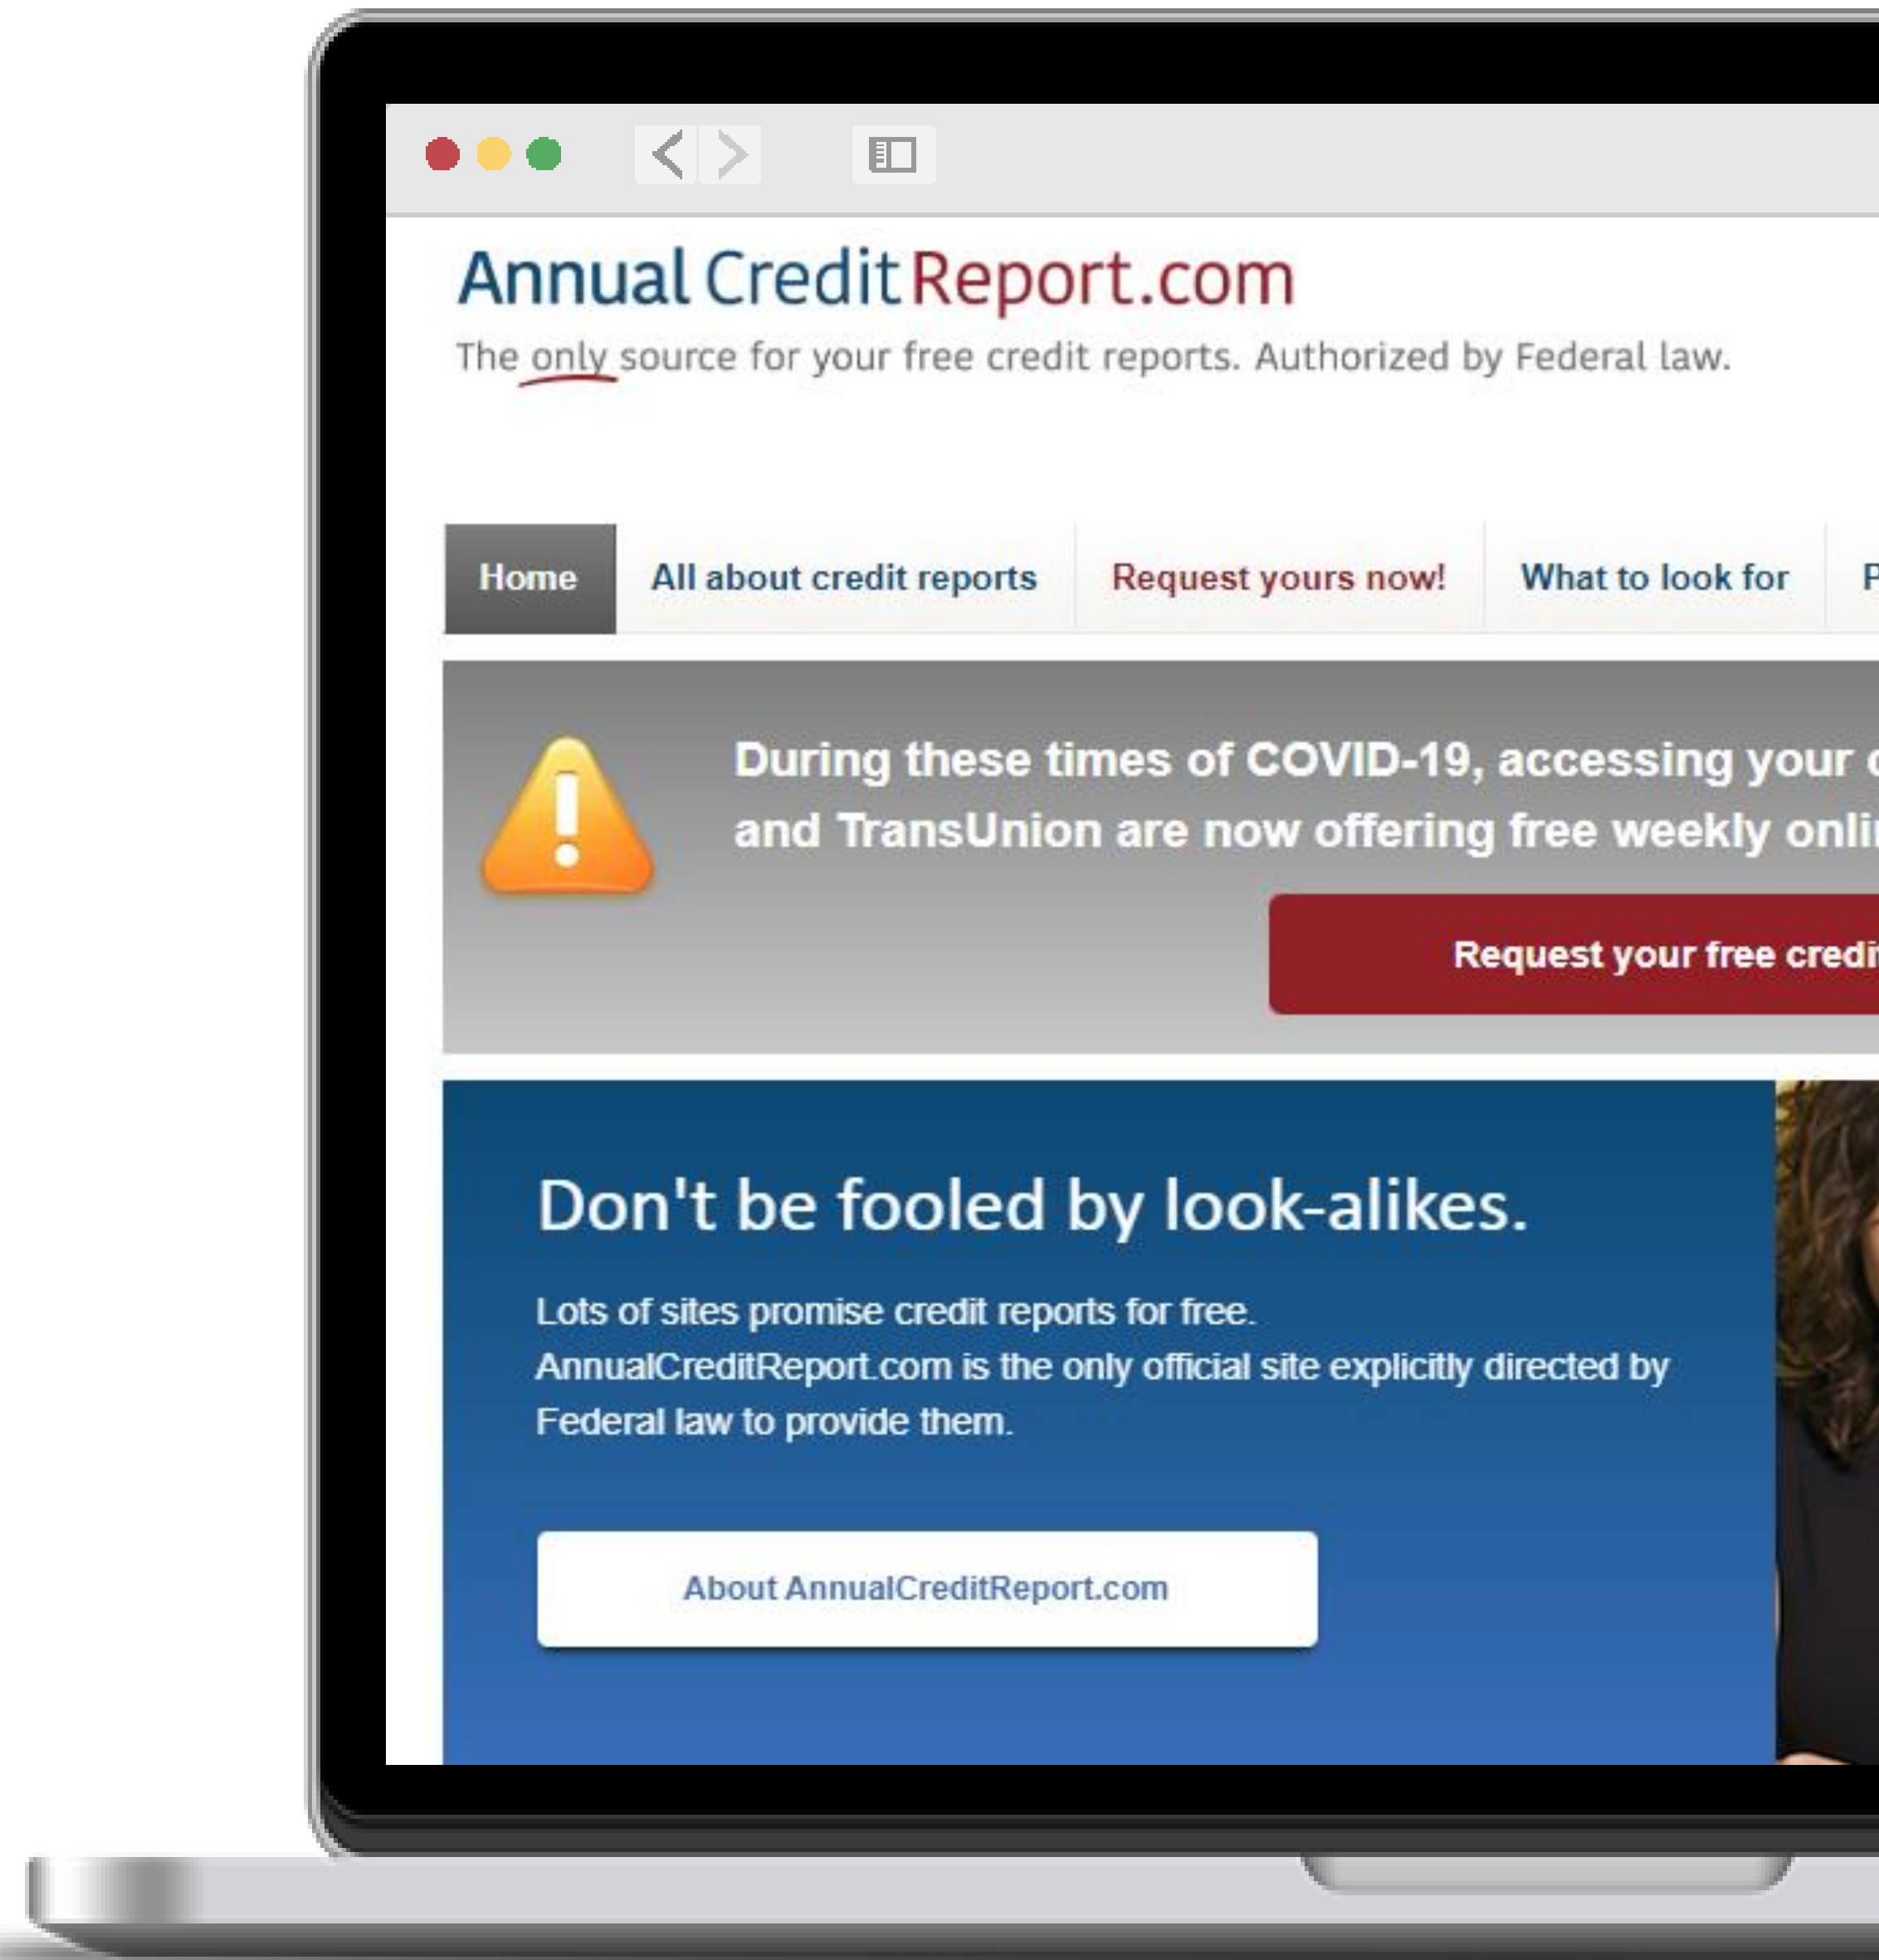 Annual Credit Report.com
The only source for your free credit reports. Authorized by Federal law.
Home
All about credit reports
Request yours now!
What to look for
During these times of COVID-19, accessing your
and TransUnion are now offering free weekly
Request your free
Don't be fooled by look-alikes.
Lots of sites promise credit reports for free.
AnnualCreditReport.com is the only official site explicitly directed by
Federal law to provide them.
About AnnualCreditReport.com